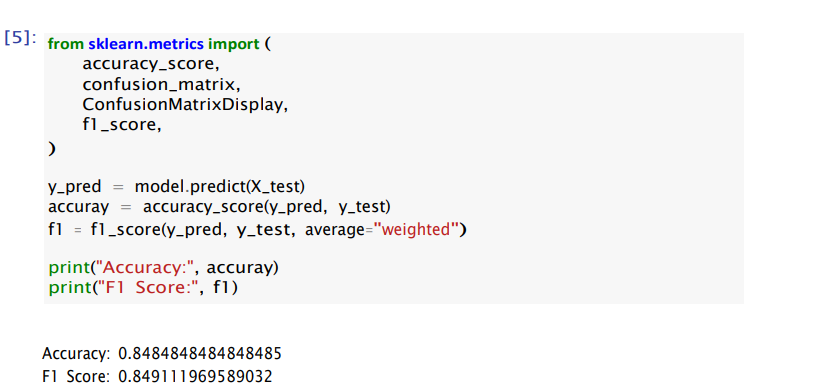 [5]: from sklearn.metrics import (
    accuracy_score,
    confusion_matrix,
    ConfusionMatrixDisplay,
    f1_score,
)

y_pred = model.predict(X_test)
accuray = accuracy_score(y_pred, y_test)
f1 = f1_score(y_pred, y_test, average="weighted")

print("Accuracy:", accuray)
print("F1 Score:", f1)

Accuracy: 0.8484848484848485
F1 Score: 0.849111969589032